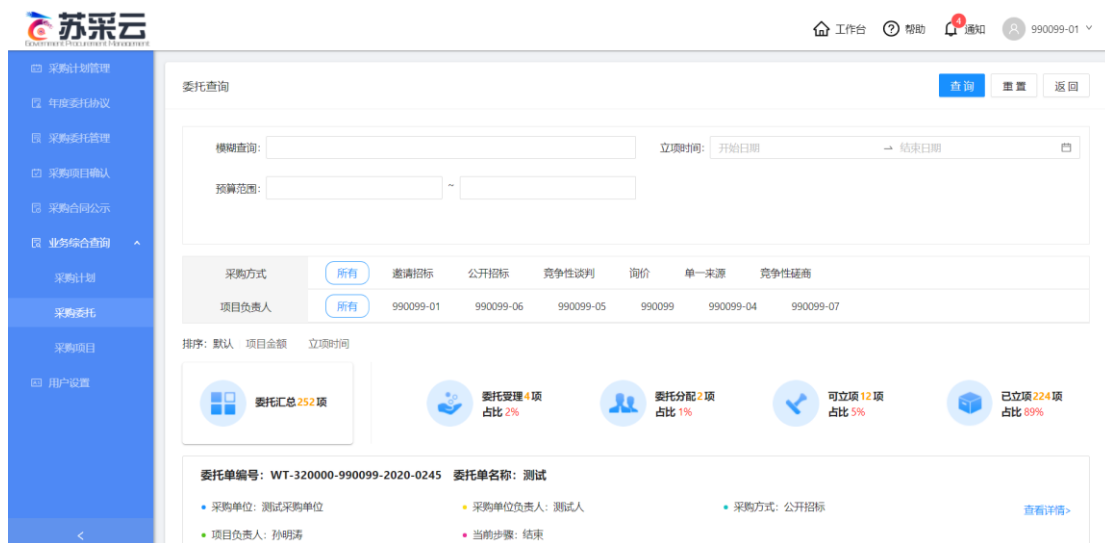 苏采云
Government Procurement Management
工作台 帮助 4 通知 990099-01
采购计划管理
年度委托协议
采购委托管理
采购项目确认
采购合同公示
业务综合查询
采购计划
采购委托
采购项目
用户设置
委托查询 查询 重置 返回
模糊查询: 立项时间: 开始日期 → 结束日期
预算范围: ~
采购方式 所有 邀请招标 公开招标 竞争性谈判 询价 单一来源 竞争性磋商
项目负责人 所有 990099-01 990099-06 990099-05 990099 990099-04 990099-07
排序: 默认 项目金额 立项时间
委托汇总252项
委托受理4项
占比 2%
委托分配2项
占比 1%
可立项12项
占比 5%
已立项224项
占比 89%
委托单编号: WT-320000-990099-2020-0245 委托单名称: 测试
采购单位: 测试采购单位 采购单位负责人: 测试人 采购方式: 公开招标 查看详情>
项目负责人: 孙明涛 当前步骤: 结束
<